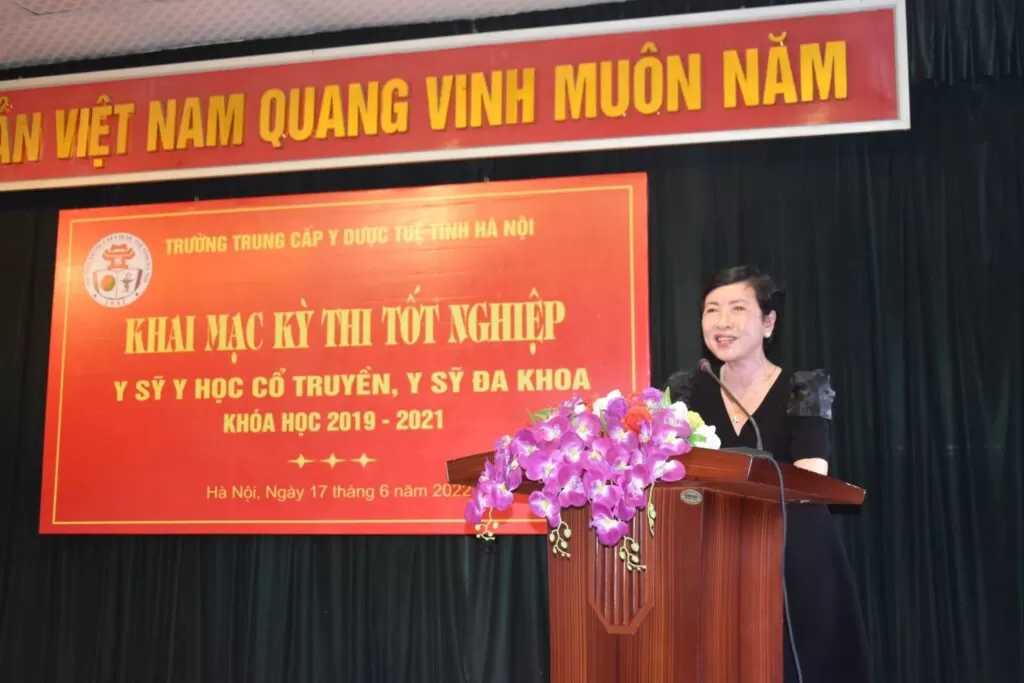 VIỆT NAM QUANG VINH MUÔN NĂM
TRƯỜNG TRUNG CẤP Y DƯỢC TUỆ TĨNH HÀ NỘI
KHAI MẠC KỲ THI TỐT NGHIỆP
Y SỸ Y HỌC CỔ TRUYỀN, Y SỸ ĐA KHOA
KHÓA HỌC 2019 - 2021
Hà Nội, Ngày 17 tháng 6 năm 2022